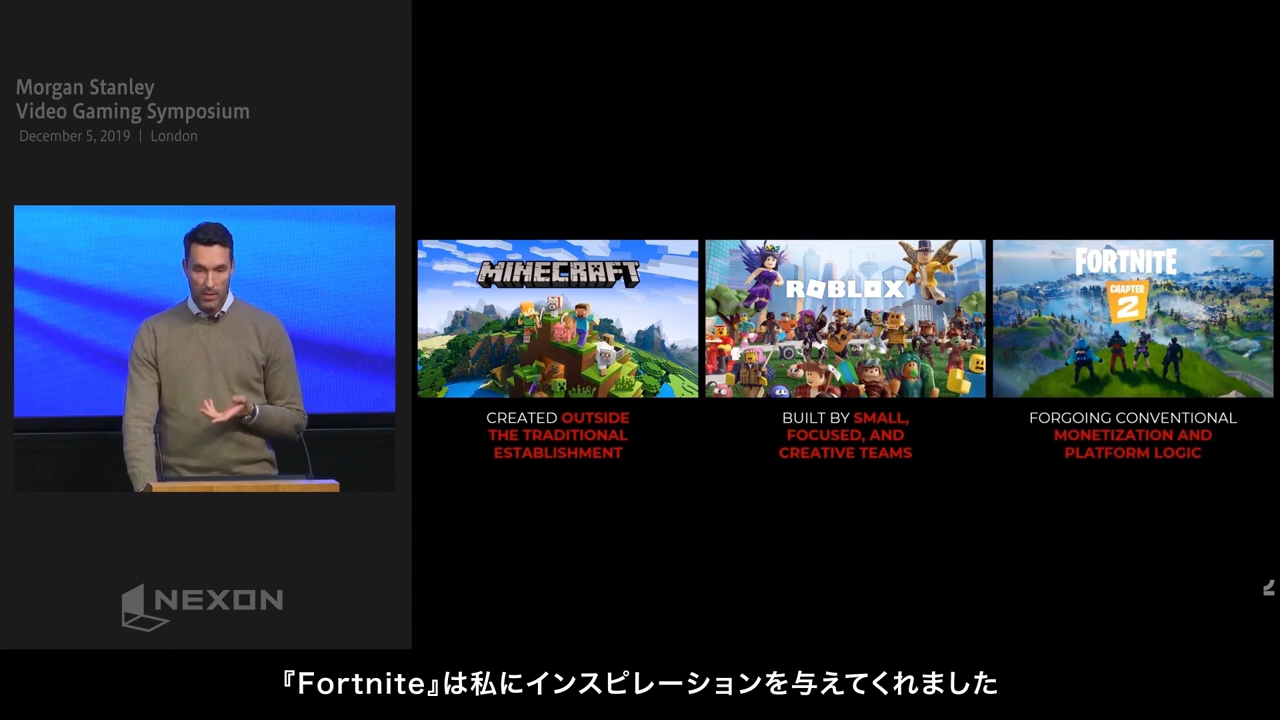 Morgan Stanley
Video Gaming Symposium
December 5, 2019 | London
NEXON
MINECRAFT
CREATED OUTSIDE
THE TRADITIONAL
ESTABLISHMENT
ROBLOX
BUILT BY SMALL,
FOCUSED, AND
CREATIVE TEAMS
FORTNITE
CHAPTER
2
FORGOING CONVENTIONAL
MONETIZATION AND
PLATFORM LOGIC
『Fortnite』は私にインスピレーションを与えてくれました